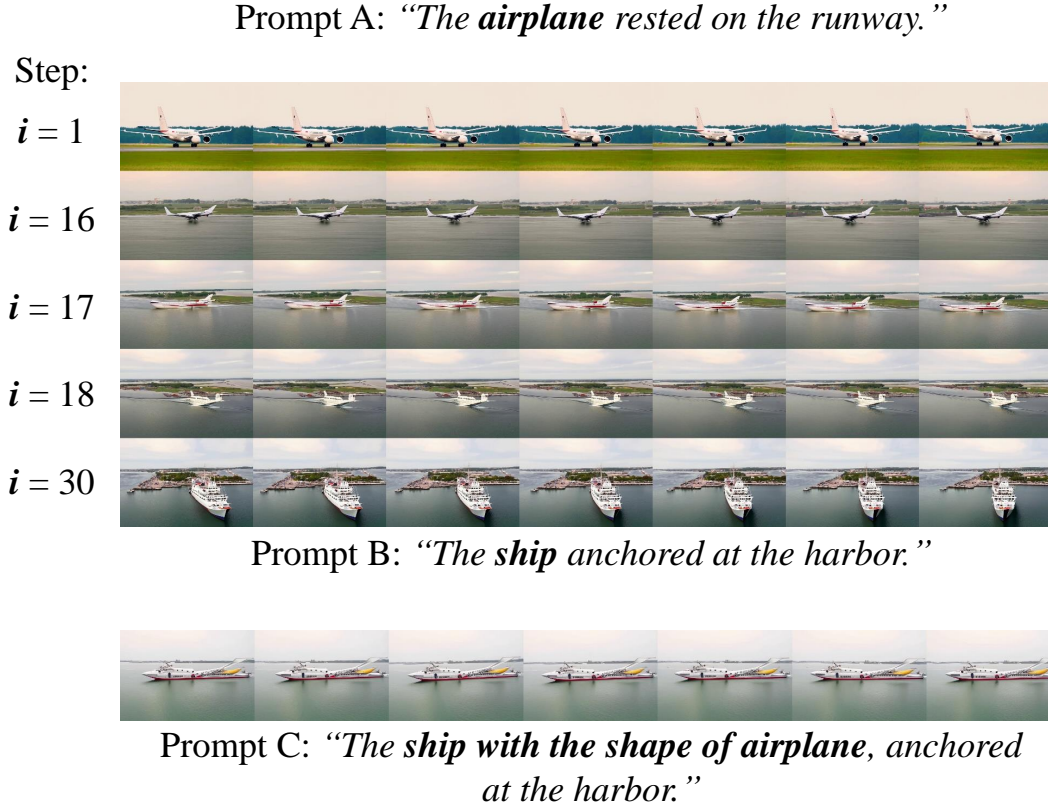 Prompt A: “The airplane rested on the runway.”
Step:
i = 1
i = 16
i = 17
i = 18
i = 30
Prompt B: “The ship anchored at the harbor.”
Prompt C: “The ship with the shape of airplane, anchored
at the harbor.”